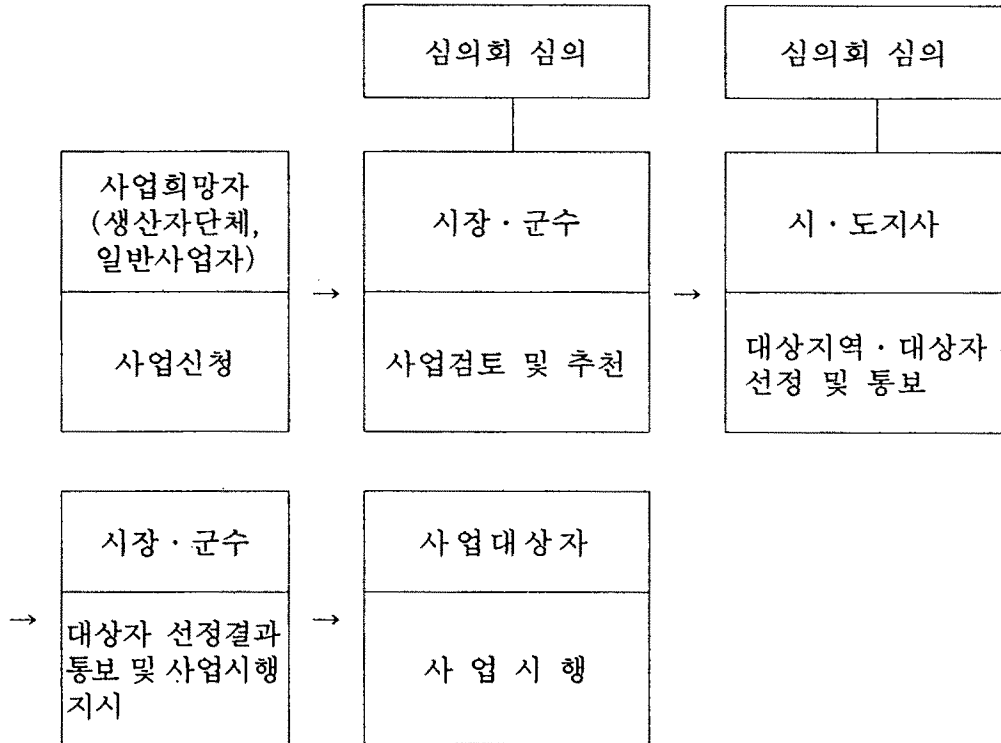 심의회 심의
심의회 심의
사업희망자
(생산자단체,
일반사업자)
사업신청
→
시장·군수
사업검토 및 추천
→
시·도지사
대상지역·대상자
선정 및 통보
→
시장·군수
대상자 선정결과
통보 및 사업시행
지시
→
사업대상자
사 업 시 행